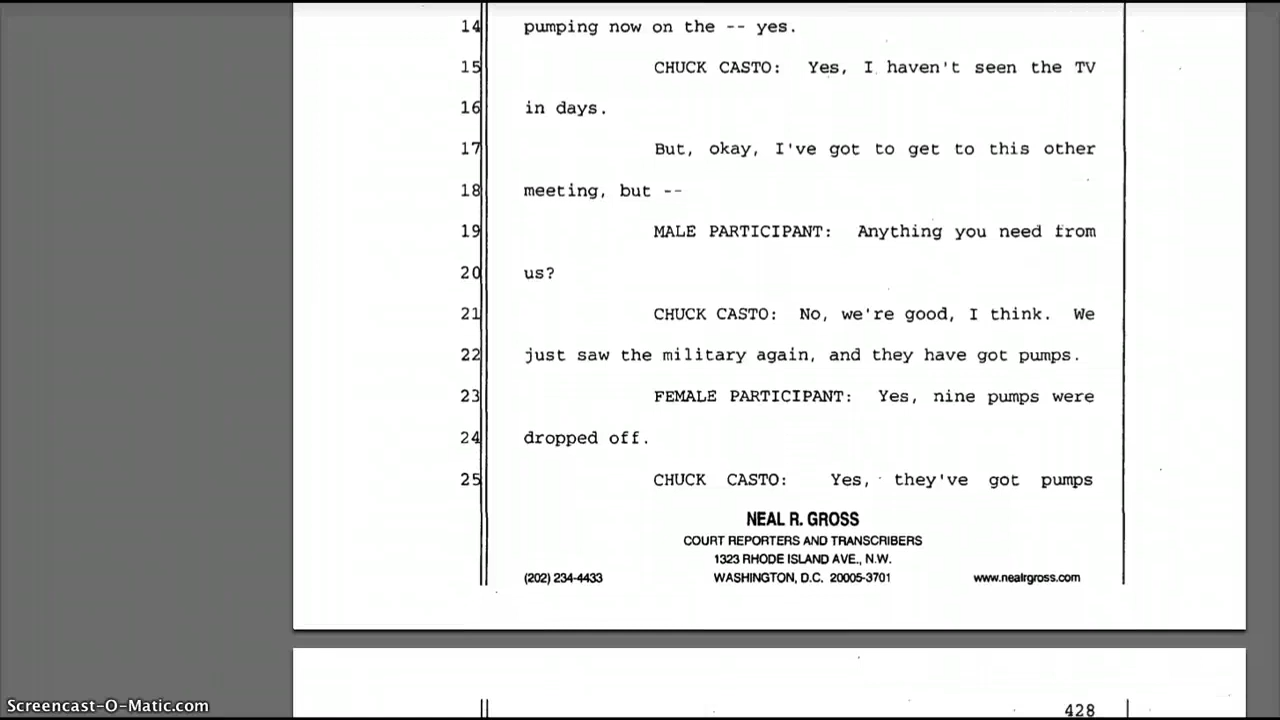 14 pumping now on the -- yes.
15 CHUCK CASTO: Yes, I haven't seen the TV
16 in days.
17 But, okay, I've got to get to this other
18 meeting, but --
19 MALE PARTICIPANT: Anything you need from
20 us?
21 CHUCK CASTO: No, we're good, I think. We
22 just saw the military again, and they have got pumps.
23 FEMALE PARTICIPANT: Yes, nine pumps were
24 dropped off.
25 CHUCK CASTO: Yes, they've got pumps
NEAL R. GROSS
COURT REPORTERS AND TRANSCRIBERS
1323 RHODE ISLAND AVE., N.W.
(202) 234-4433 WASHINGTON, D.C. 20005-3701 www.nealrgross.com
428
Screencast-O-Matic.com